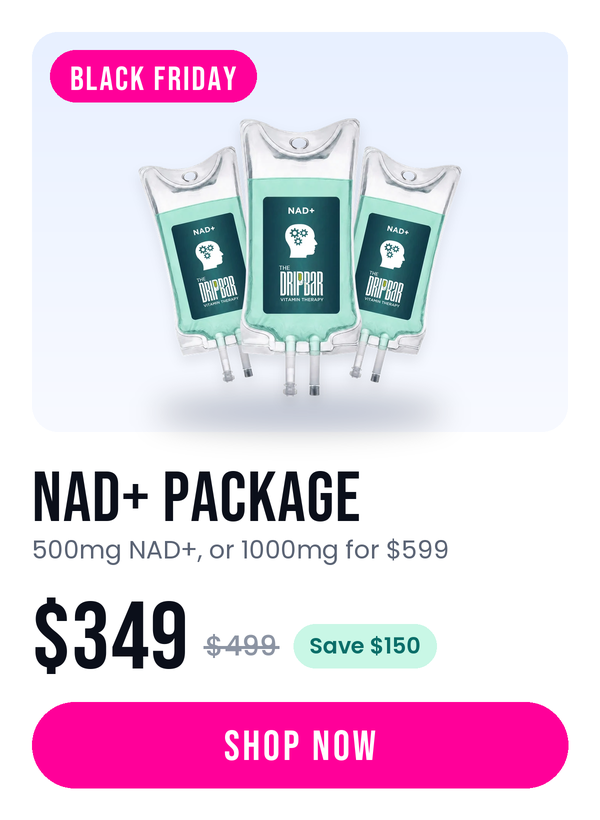 BLACK FRIDAY
NAD+
NAD+
NAD+
THE
DRIPBAR
VITAMIN THERAPY
THE
DRIPBAR
VITAMIN THERAPY
THE
DRIPBAR
VITAMIN THERAPY
NAD+ PACKAGE
500mg NAD+, or 1000mg for $599
$349 $499 Save $150
SHOP NOW